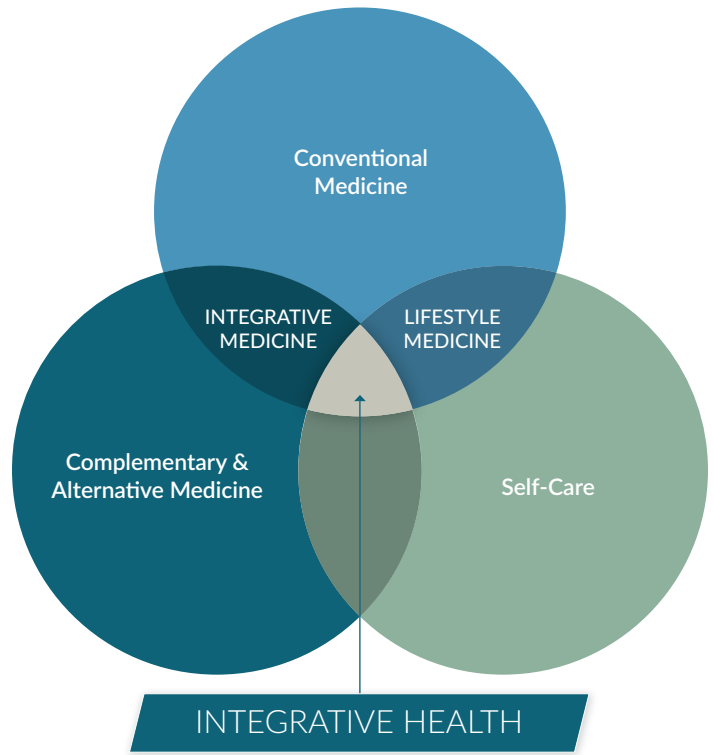 Conventional
Medicine
INTEGRATIVE
MEDICINE
LIFESTYLE
MEDICINE
Complementary &
Alternative Medicine
Self-Care
INTEGRATIVE HEALTH